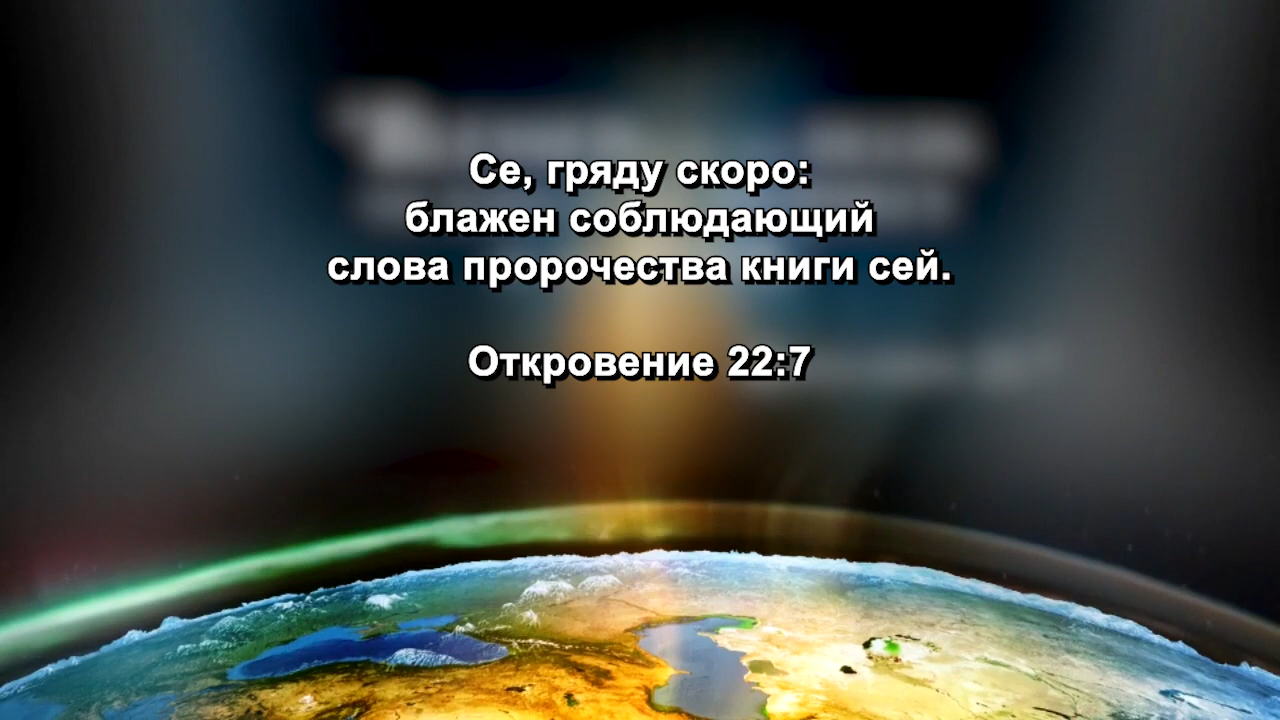 Се, гряду скоро:
блажен соблюдающий
слова пророчества книги сей.
Откровение 22:7